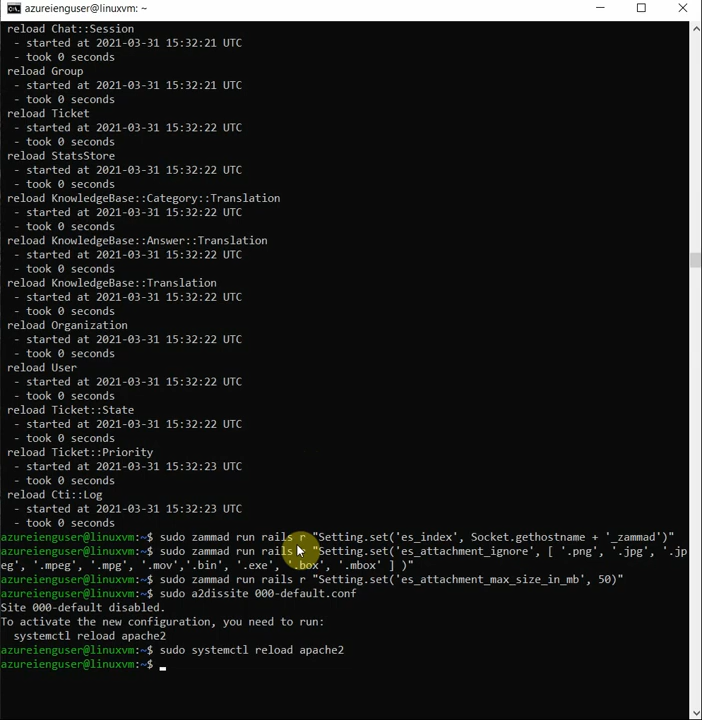 azureienguser@linuxvm: ~
reload Chat::Session
- started at 2021-03-31 15:32:21 UTC
- took 0 seconds
reload Group
- started at 2021-03-31 15:32:21 UTC
- took 0 seconds
reload Ticket
- started at 2021-03-31 15:32:22 UTC
- took 0 seconds
reload StatsStore
- started at 2021-03-31 15:32:22 UTC
- took 0 seconds
reload KnowledgeBase::Category::Translation
- started at 2021-03-31 15:32:22 UTC
- took 0 seconds
reload KnowledgeBase::Answer::Translation
- started at 2021-03-31 15:32:22 UTC
- took 0 seconds
reload KnowledgeBase::Translation
- started at 2021-03-31 15:32:22 UTC
- took 0 seconds
reload Organization
- started at 2021-03-31 15:32:22 UTC
- took 0 seconds
reload User
- started at 2021-03-31 15:32:22 UTC
- took 0 seconds
reload Ticket::State
- started at 2021-03-31 15:32:22 UTC
- took 0 seconds
reload Ticket::Priority
- started at 2021-03-31 15:32:23 UTC
- took 0 seconds
reload Cti::Log
- started at 2021-03-31 15:32:23 UTC
- took 0 seconds
azureienguser@linuxvm:~$ sudo zammad run rails r "Setting.set('es_index', Socket.gethostname + '_zammad')"
azureienguser@linuxvm:~$ sudo zammad run rails r "Setting.set('es_attachment_ignore', [ '.png', '.jpg', '.jp
eg', '.mpeg', '.mpg', '.mov','.bin', '.exe', '.box', '.mbox' ] )"
azureienguser@linuxvm:~$ sudo zammad run rails r "Setting.set('es_attachment_max_size_in_mb', 50)"
azureienguser@linuxvm:~$ sudo a2dissite 000-default.conf
Site 000-default disabled.
To activate the new configuration, you need to run:
systemctl reload apache2
azureienguser@linuxvm:~$ sudo systemctl reload apache2
azureienguser@linuxvm:~$